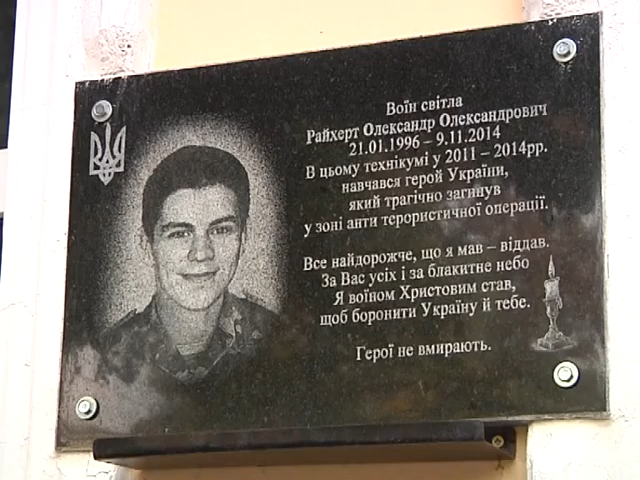 Воїн світла
Райхерт Олександр Олександрович
21.01.1996 – 9.11.2014
В цьому технікумі у 2011 – 2014рр.
навчався герой України,
який трагічно загинув
у зоні анти терористичної операції.
Все найдорожче, що я мав – віддав.
За Вас усіх і за блакитне небо
Я воїном Христовим став,
щоб боронити Україну й тебе.
Герої не вмирають.